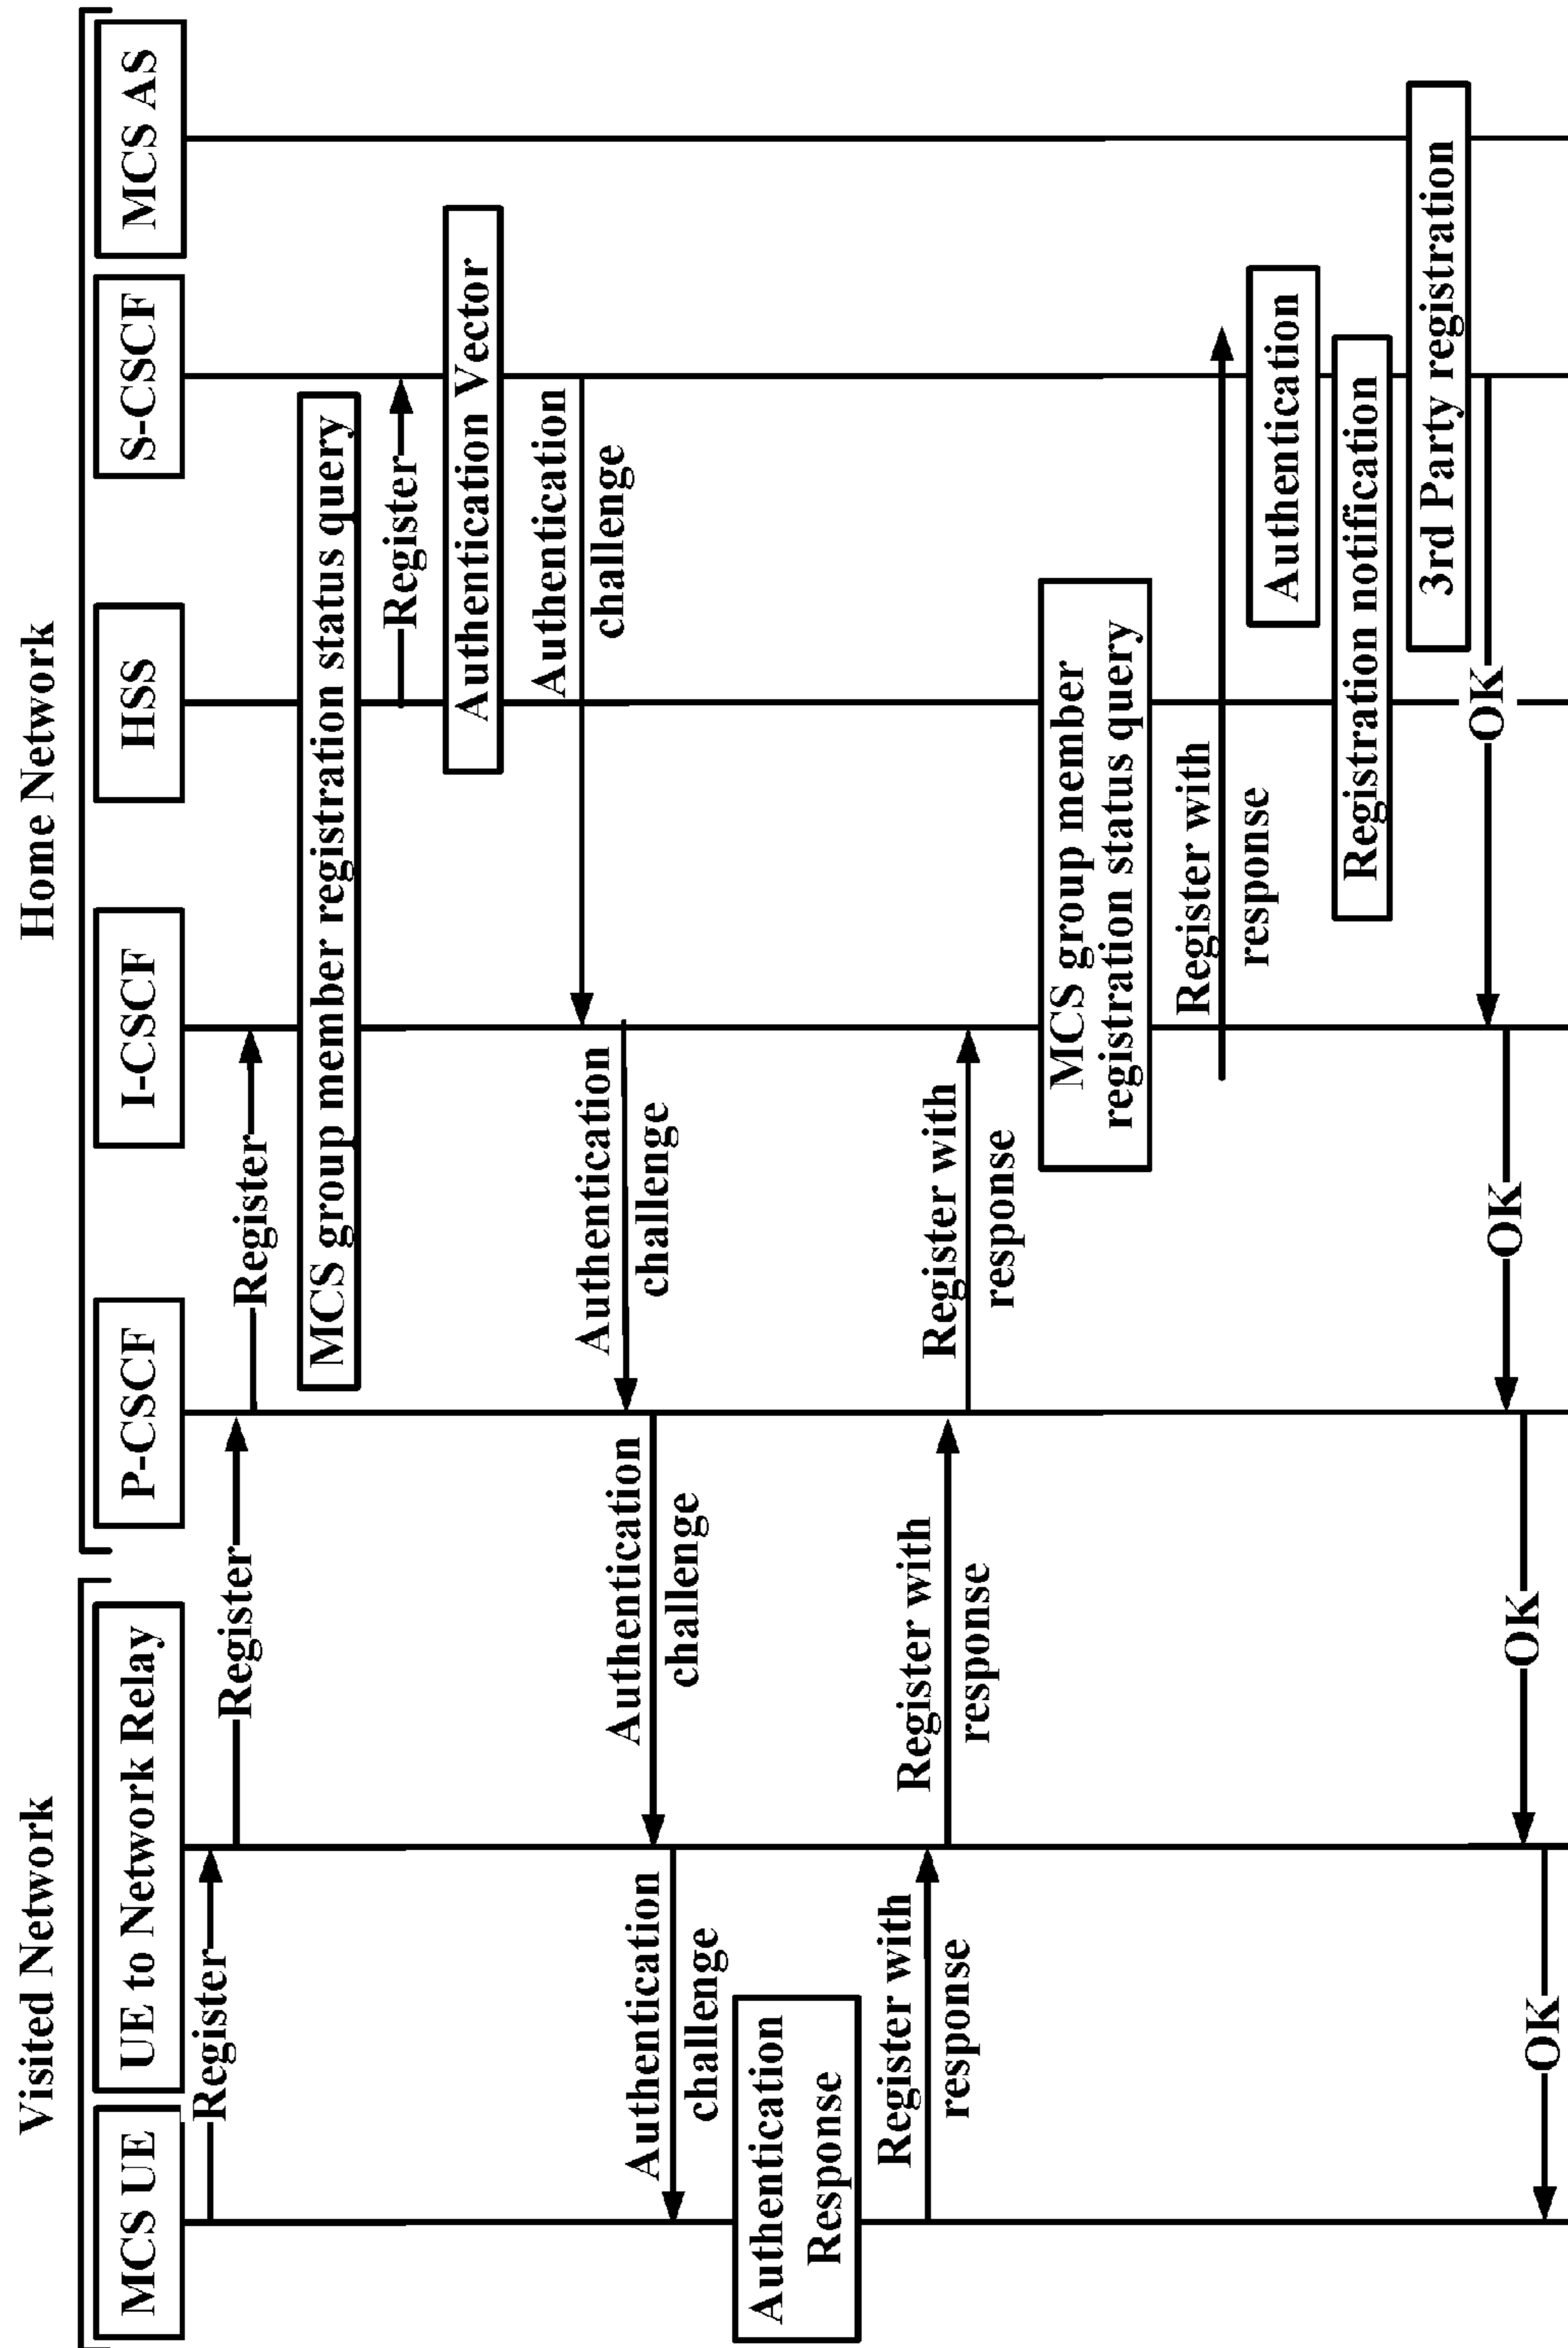 Visited Network
Home Network
MCS UE
UE to Network Relay
P-CSCF
I-CSCF
HSS
S-CSCF
MCS AS
Register
Register
Register
MCS group member registration status query
Register
Authentication Vector
Authentication
challenge
Authentication
challenge
Authentication
challenge
Authentication
challenge
Authentication
Response
Register with
response
Register with
response
Register with
response
MCS group member
registration status query
Register with
response
Authentication
Registration notification
3rd Party registration
OK
OK
OK
OK